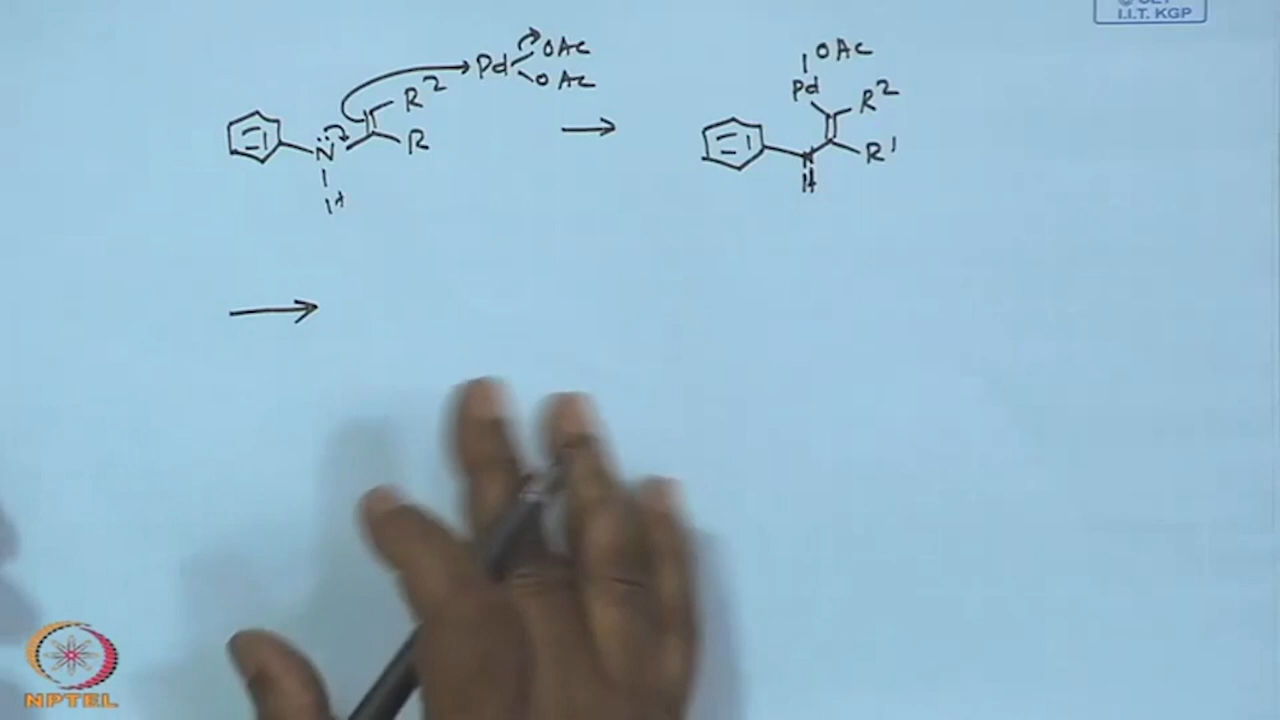 I.I.T. KGP
Pd OAc
OAc
R2
R
N
H
OAc
Pd
R2
R1
N
H
NPTEL